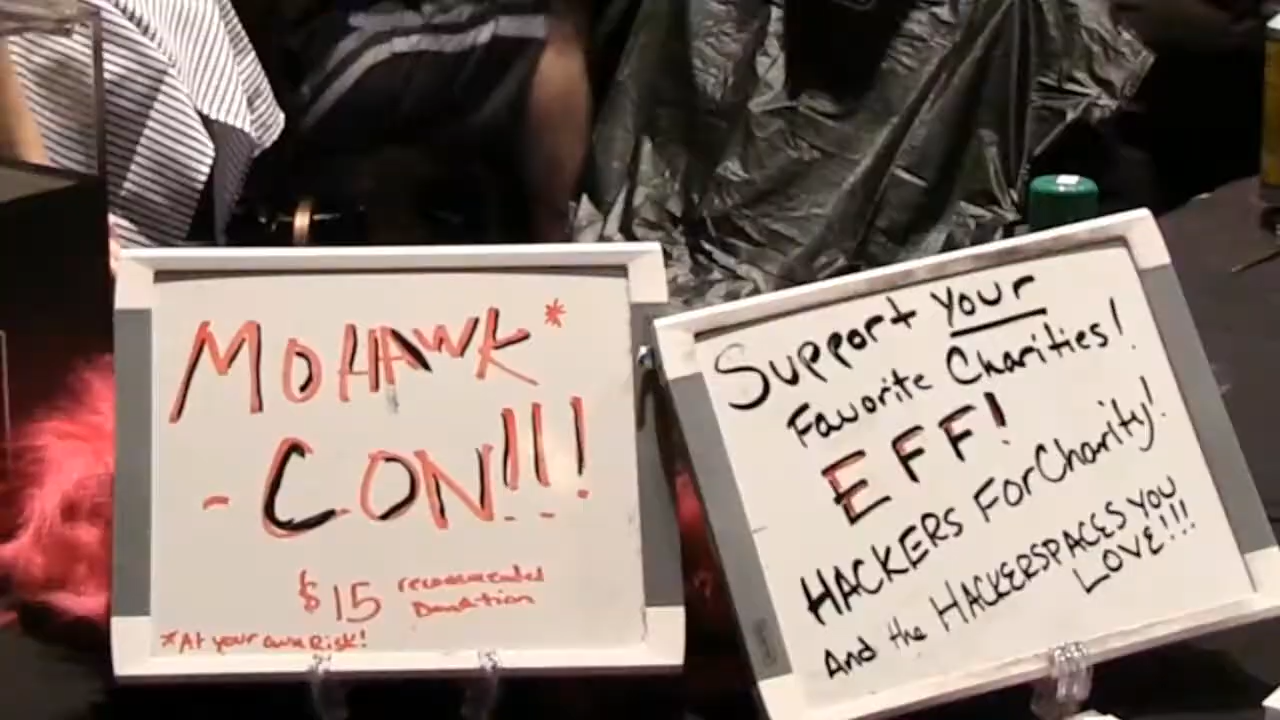 MOHAWK*
-CON!!!
$15 recommended
Donation
*At your own Risk!
Support your
Favorite Charities!
EFF!
HACKERS FOR Charity!
And the HACKERSPACES YOU
LOVE!!!